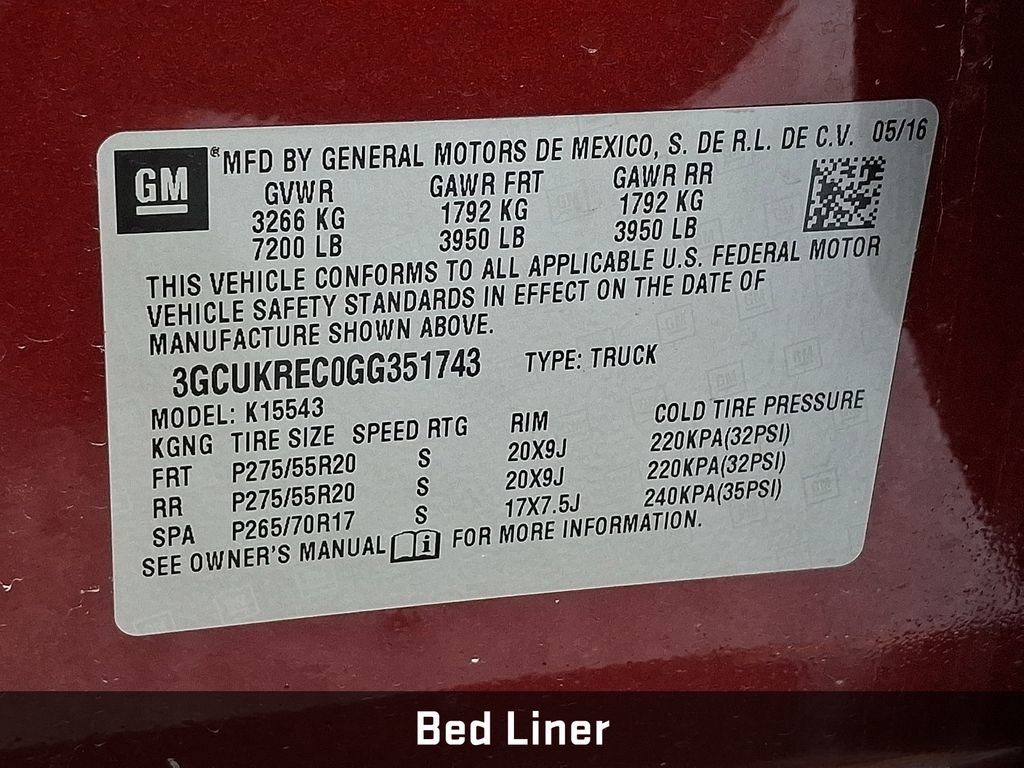 GM ® MFD BY GENERAL MOTORS DE MEXICO, S. DE R.L. DE C.V. 05/16
GVWR GAWR FRT GAWR RR
3266 KG 1792 KG 1792 KG
7200 LB 3950 LB 3950 LB
THIS VEHICLE CONFORMS TO ALL APPLICABLE U.S. FEDERAL MOTOR
VEHICLE SAFETY STANDARDS IN EFFECT ON THE DATE OF
MANUFACTURE SHOWN ABOVE.
3GCUKREC0GG351743 TYPE: TRUCK
MODEL: K15543
KGNG TIRE SIZE SPEED RTG RIM COLD TIRE PRESSURE
FRT P275/55R20 S 20X9J 220KPA(32PSI)
RR P275/55R20 S 20X9J 220KPA(32PSI)
SPA P265/70R17 S 17X7.5J 240KPA(35PSI)
SEE OWNER'S MANUAL i FOR MORE INFORMATION.
Bed Liner